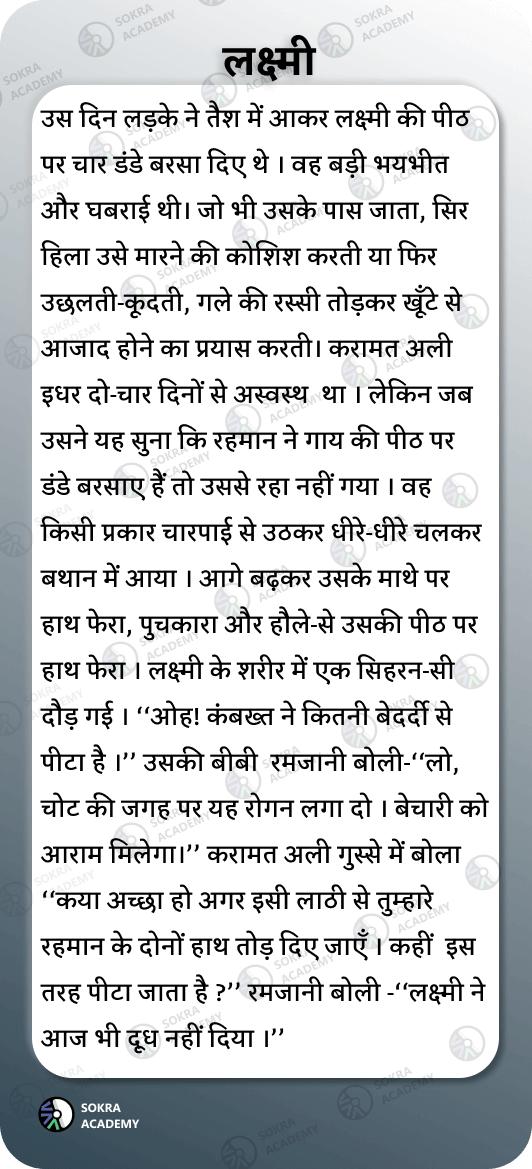 लक्ष्मी
उस दिन लड़के ने तैश में आकर लक्ष्मी की पीठ
पर चार डंडे बरसा दिए थे । वह बड़ी भयभीत
और घबराई थी। जो भी उसके पास जाता, सिर
हिला उसे मारने की कोशिश करती या फिर
उछलती-कूदती, गले की रस्सी तोड़कर खूँटे से
आजाद होने का प्रयास करती। करामत अली
इधर दो-चार दिनों से अस्वस्थ था । लेकिन जब
उसने यह सुना कि रहमान ने गाय की पीठ पर
डंडे बरसाए हैं तो उससे रहा नहीं गया । वह
किसी प्रकार चारपाई से उठकर धीरे-धीरे चलकर
बथान में आया । आगे बढ़कर उसके माथे पर
हाथ फेरा, पुचकारा और हौले-से उसकी पीठ पर
हाथ फेरा । लक्ष्मी के शरीर में एक सिहरन-सी
दौड़ गई । ‘‘ओह! कंबख्त ने कितनी बेदर्दी से
पीटा है ।’’ उसकी बीबी रमजानी बोली-‘‘लो,
चोट की जगह पर यह रोगन लगा दो । बेचारी को
आराम मिलेगा।’’ करामत अली गुस्से में बोला
‘‘कया अच्छा हो अगर इसी लाठी से तुम्हारे
रहमान के दोनों हाथ तोड़ दिए जाएँ । कहीं इस
तरह पीटा जाता है ?’’ रमजानी बोली -‘‘लक्ष्मी ने
आज भी दूध नहीं दिया ।’’
SOKRA
ACADEMY